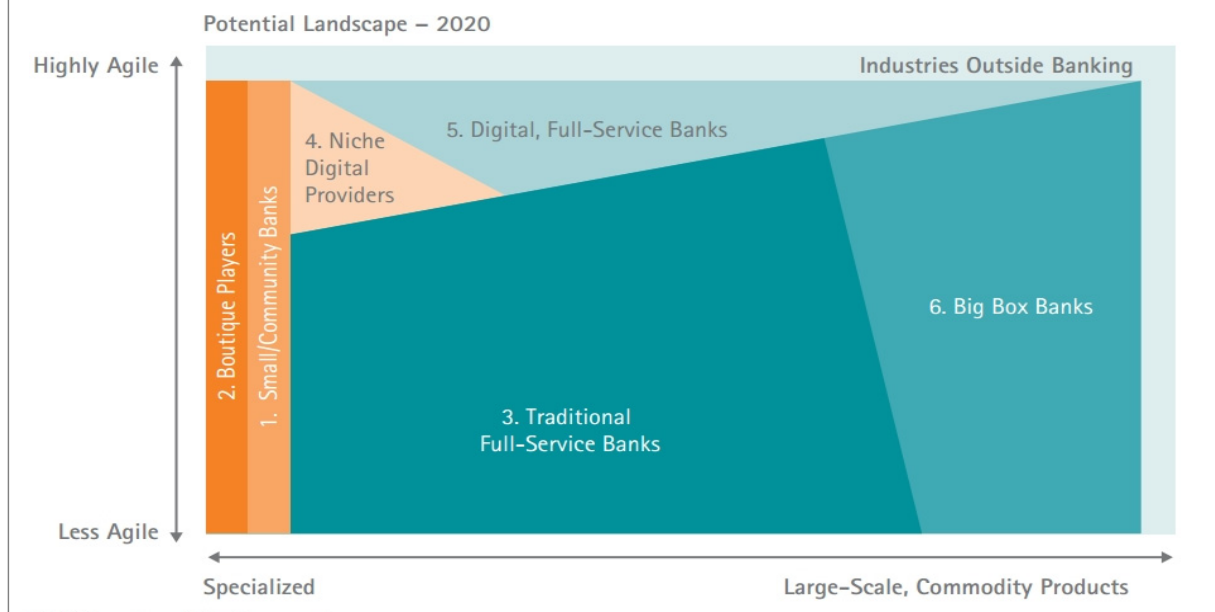 Potential Landscape – 2020
Highly Agile
Industries Outside Banking
4. Niche
Digital
Providers
5. Digital, Full-Service Banks
2. Boutique Players
1. Small/Community Banks
6. Big Box Banks
3. Traditional
Full-Service Banks
Less Agile
Specialized
Large-Scale, Commodity Products